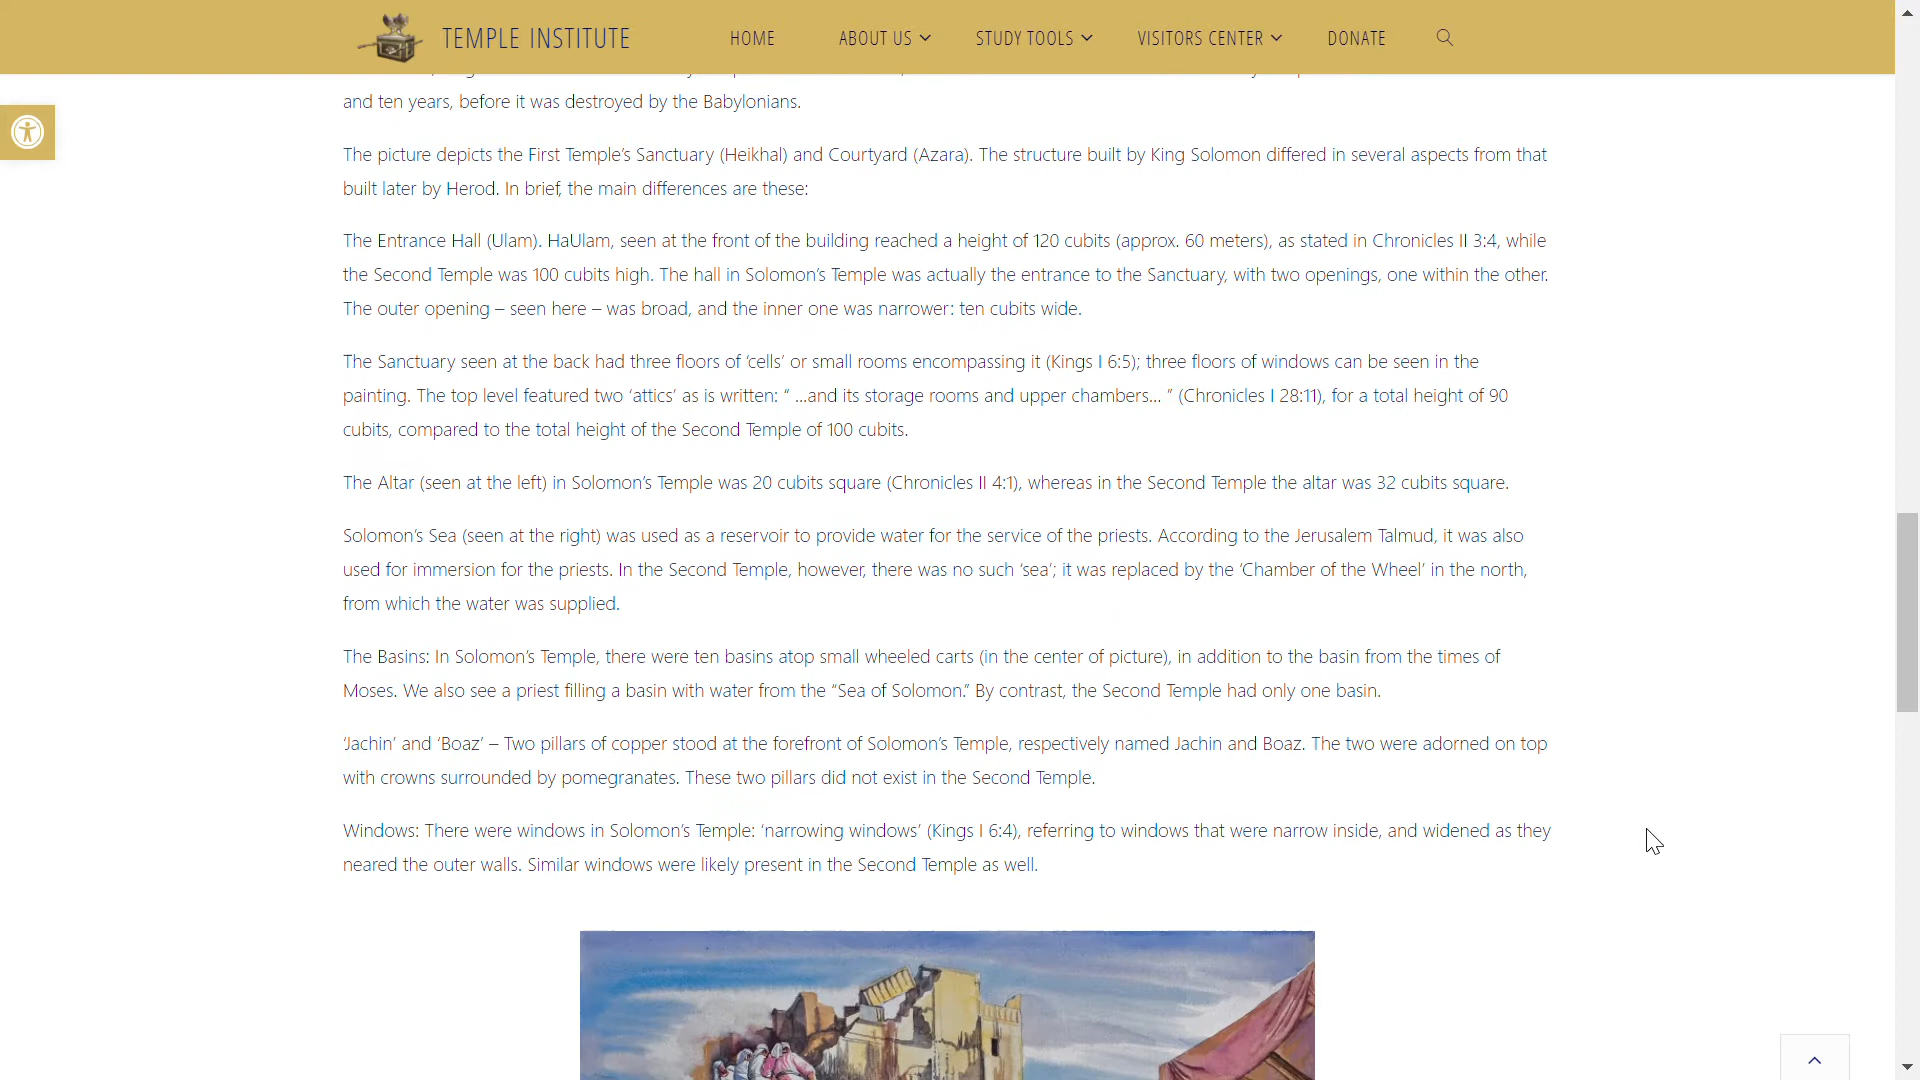 TEMPLE INSTITUTE
HOME
ABOUT US
STUDY TOOLS
VISITORS CENTER
DONATE
and ten years, before it was destroyed by the Babylonians.
The picture depicts the First Temple’s Sanctuary (Heikhal) and Courtyard (Azara). The structure built by King Solomon differed in several aspects from that
built later by Herod. In brief, the main differences are these:
The Entrance Hall (Ulam). HaUlam, seen at the front of the building reached a height of 120 cubits (approx. 60 meters), as stated in Chronicles II 3:4, while
the Second Temple was 100 cubits high. The hall in Solomon’s Temple was actually the entrance to the Sanctuary, with two openings, one within the other.
The outer opening – seen here – was broad, and the inner one was narrower: ten cubits wide.
The Sanctuary seen at the back had three floors of ‘cells’ or small rooms encompassing it (Kings I 6:5); three floors of windows can be seen in the
painting. The top level featured two ‘attics’ as is written: “ …and its storage rooms and upper chambers… ” (Chronicles I 28:11), for a total height of 90
cubits, compared to the total height of the Second Temple of 100 cubits.
The Altar (seen at the left) in Solomon’s Temple was 20 cubits square (Chronicles II 4:1), whereas in the Second Temple the altar was 32 cubits square.
Solomon’s Sea (seen at the right) was used as a reservoir to provide water for the service of the priests. According to the Jerusalem Talmud, it was also
used for immersion for the priests. In the Second Temple, however, there was no such ‘sea’; it was replaced by the ‘Chamber of the Wheel’ in the north,
from which the water was supplied.
The Basins: In Solomon’s Temple, there were ten basins atop small wheeled carts (in the center of picture), in addition to the basin from the times of
Moses. We also see a priest filling a basin with water from the “Sea of Solomon.” By contrast, the Second Temple had only one basin.
‘Jachin’ and ‘Boaz’ – Two pillars of copper stood at the forefront of Solomon’s Temple, respectively named Jachin and Boaz. The two were adorned on top
with crowns surrounded by pomegranates. These two pillars did not exist in the Second Temple.
Windows: There were windows in Solomon’s Temple: ‘narrowing windows’ (Kings I 6:4), referring to windows that were narrow inside, and widened as they
neared the outer walls. Similar windows were likely present in the Second Temple as well.